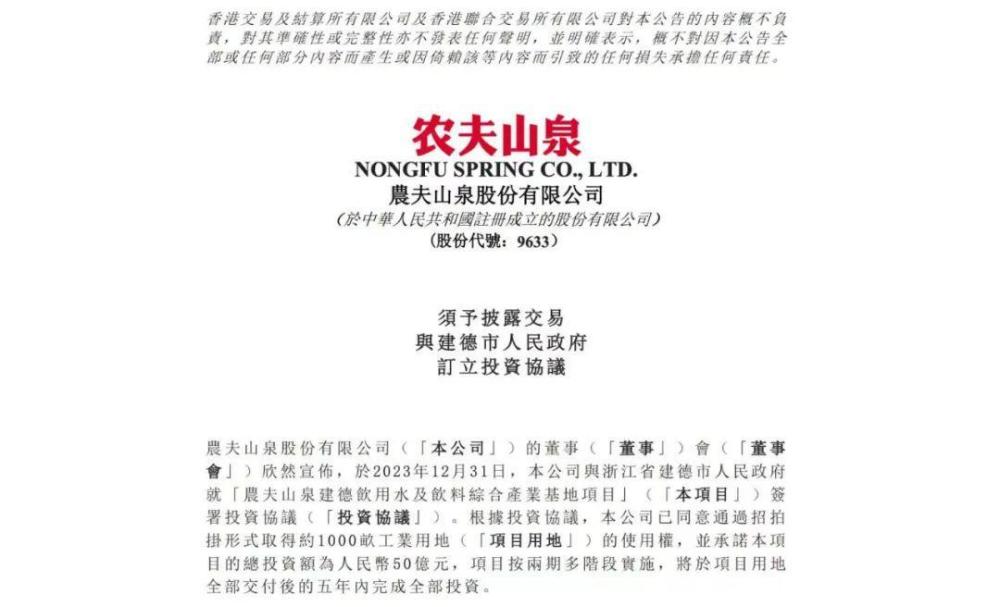 香港交易及結算所有限公司及香港聯合交易所有限公司對本公告的內容概不負
責，對其準確性或完整性亦不發表任何聲明，並明確表示，概不對因本公告全
部或任何部分內容而產生或因倚賴該等內容而引致的任何損失承擔任何責任。
农夫山泉
NONGFU SPRING CO., LTD.
農夫山泉股份有限公司
（於中華人民共和國註冊成立的股份有限公司）
（股份代號：9633）
須予披露交易
與建德市人民政府
訂立投資協議
農夫山泉股份有限公司（「本公司」）的董事（「董事」）會（「董事
會」）欣然宣佈，於2023年12月31日，本公司與浙江省建德市人民政府
就「農夫山泉建德飲用水及飲料綜合產業基地項目」（「本項目」）簽
署投資協議（「投資協議」）。根據投資協議，本公司已同意通過招拍
掛形式取得約1000畝工業用地（「項目用地」）的使用權，並承諾本項
目的總投資額為人民幣50億元，項目按兩期多階段實施，將於項目用地
全部交付後的五年內完成全部投資。